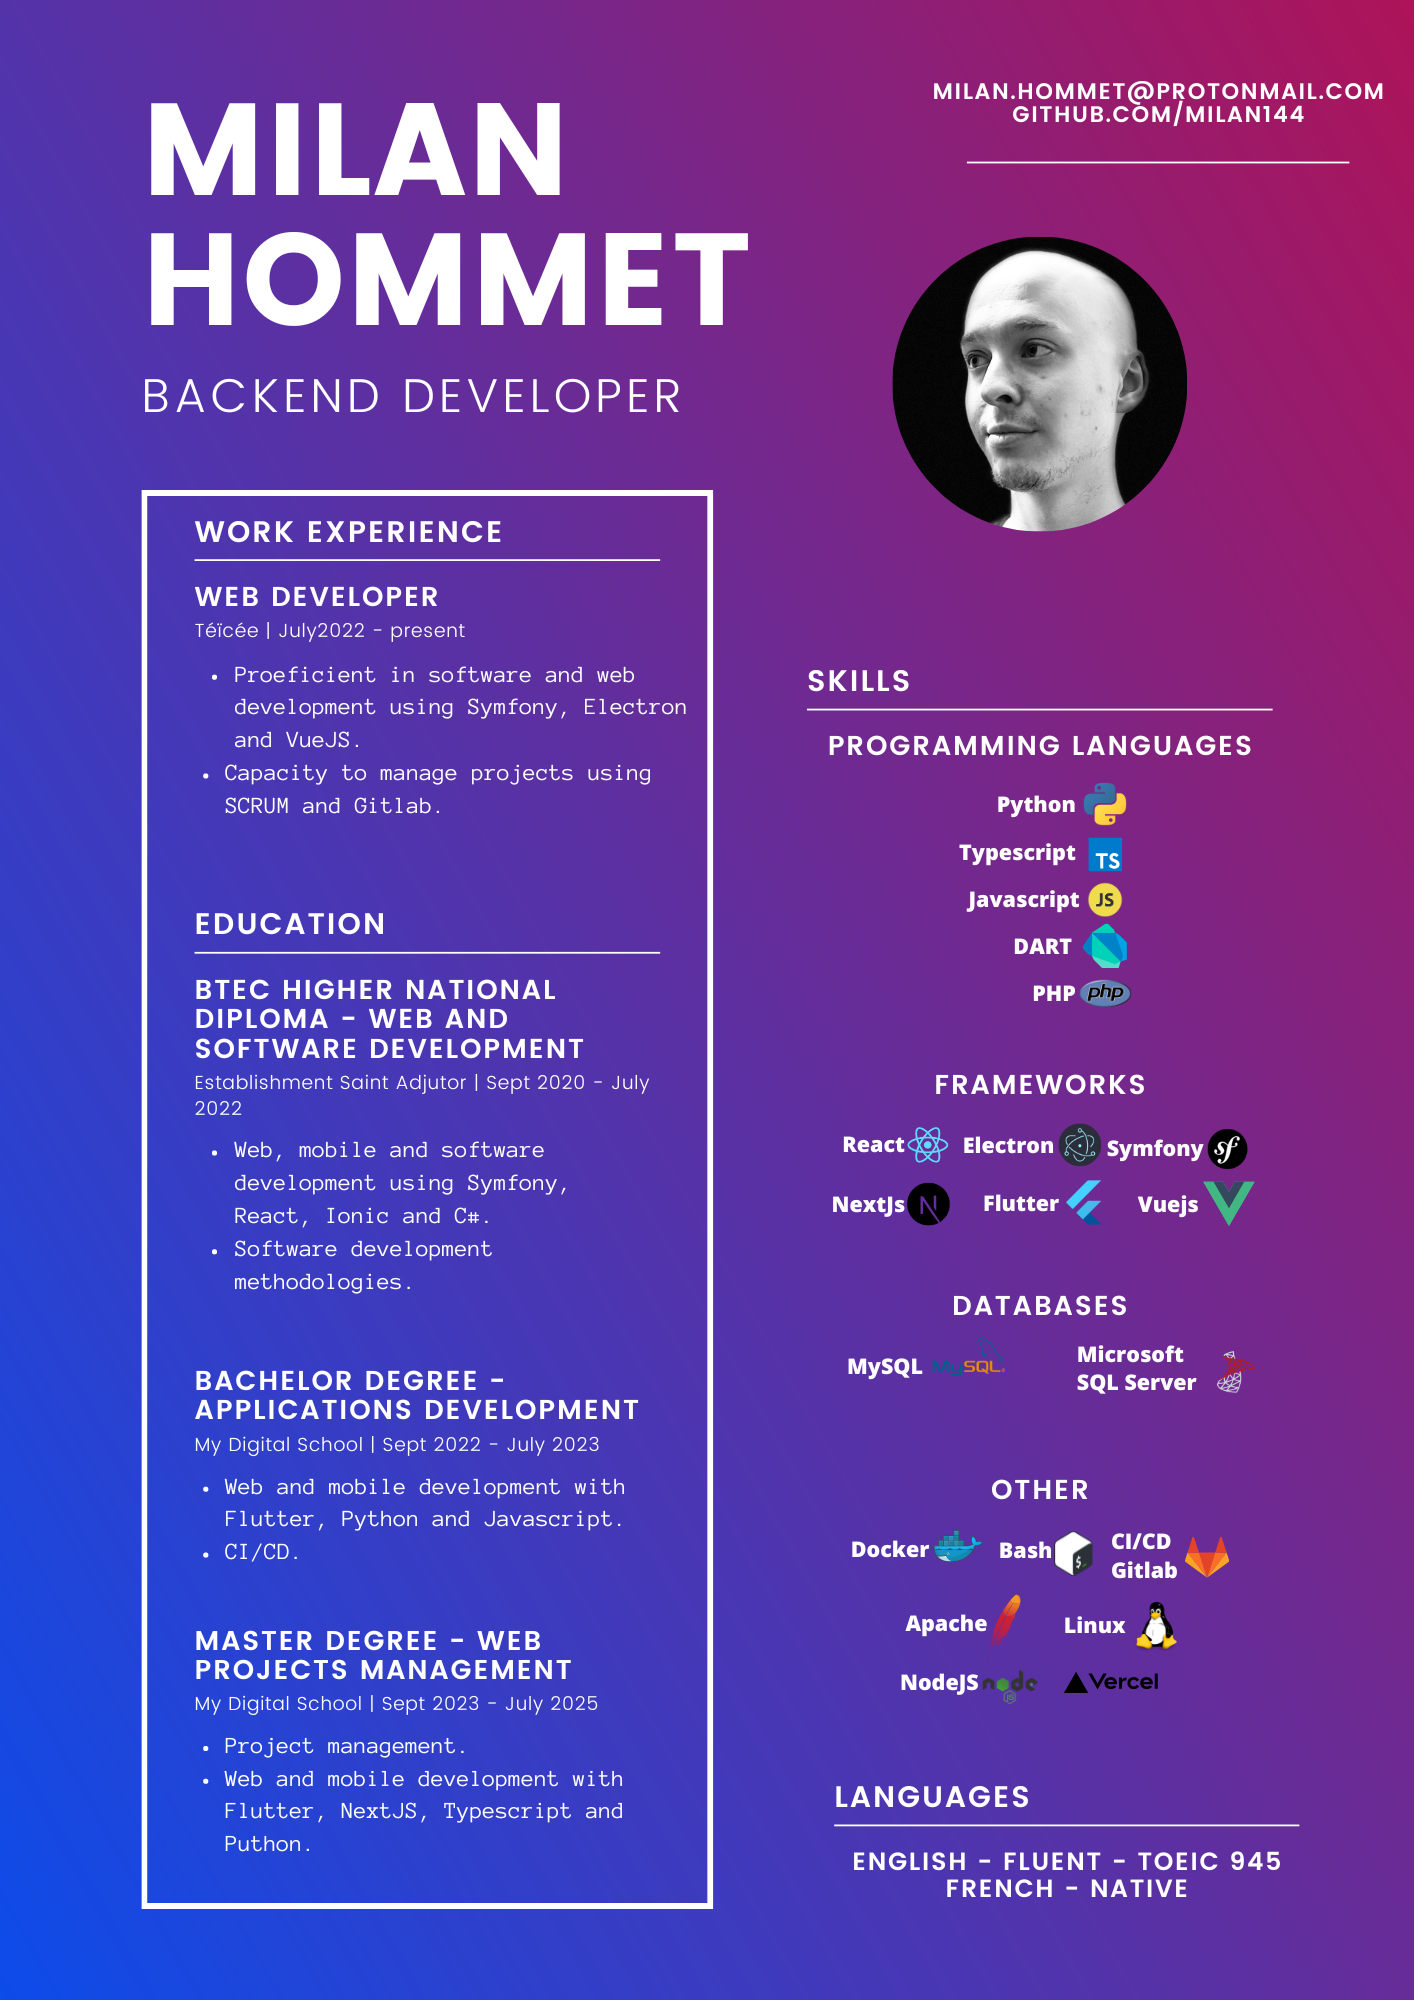 MILAN
HOMMET
BACKEND DEVELOPER
MILAN.HOMMET@PROTONMAIL.COM
GITHUB.COM/MILAN144
WORK EXPERIENCE
WEB DEVELOPER
Téïcée | July2022 - present
• Proeficient in software and web
development using Symfony, Electron
and VueJS.
• Capacity to manage projects using
SCRUM and Gitlab.
EDUCATION
BTEC HIGHER NATIONAL
DIPLOMA - WEB AND
SOFTWARE DEVELOPMENT
Establishment Saint Adjutor | Sept 2020 - July
2022
• Web, mobile and software
development using Symfony,
React, Ionic and C#.
• Software development
methodologies.
BACHELOR DEGREE -
APPLICATIONS DEVELOPMENT
My Digital School | Sept 2022 - July 2023
• Web and mobile development with
Flutter, Python and Javascript.
• CI/CD.
MASTER DEGREE - WEB
PROJECTS MANAGEMENT
My Digital School | Sept 2023 - July 2025
• Project management.
• Web and mobile development with
Flutter, NextJS, Typescript and
Puthon.
SKILLS
PROGRAMMING LANGUAGES
Python
Typescript TS
Javascript JS
DART
PHP php
FRAMEWORKS
React Electron Symfony sf
NextJs N Flutter Vuejs
DATABASES
MySQL MySQL Microsoft
SQL Server
OTHER
Docker Bash $_ CI/CD
Gitlab
Apache Linux
NodeJS node JS Vercel
LANGUAGES
ENGLISH - FLUENT - TOEIC 945
FRENCH - NATIVE